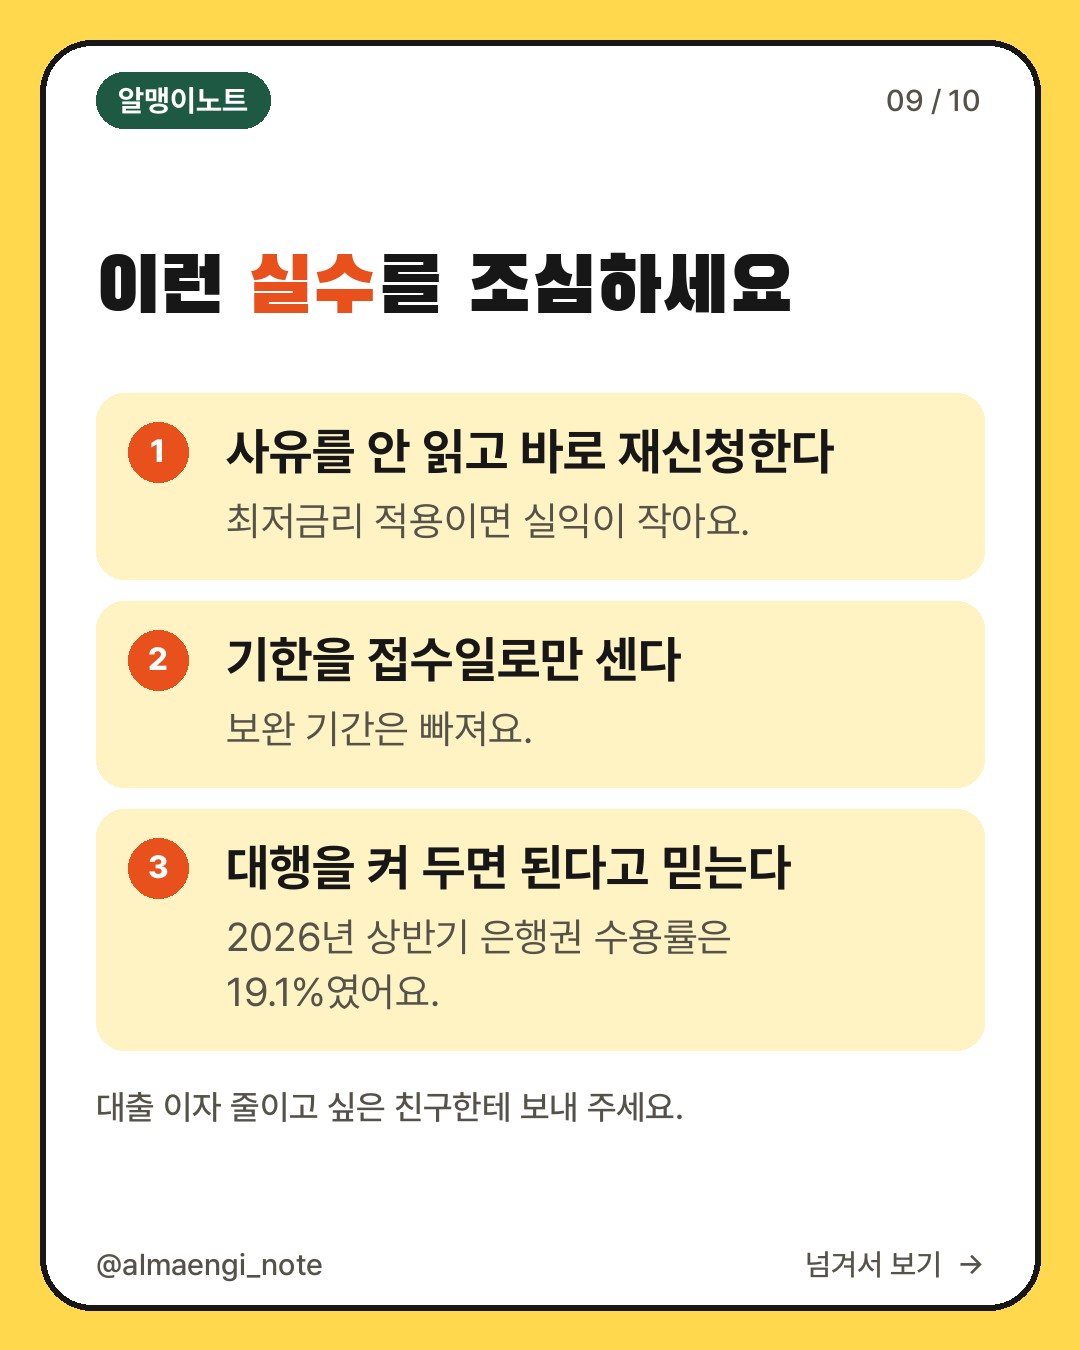 알맹이노트
09 / 10
이런 실수를 조심하세요
1 사유를 안 읽고 바로 재신청한다
최저금리 적용이면 실익이 작아요.
2 기한을 접수일로만 센다
보완 기간은 빠져요.
3 대행을 켜 두면 된다고 믿는다
2026년 상반기 은행권 수용률은
19.1%였어요.
대출 이자 줄이고 싶은 친구한테 보내 주세요.
@almaengi_note
넘겨서 보기 →